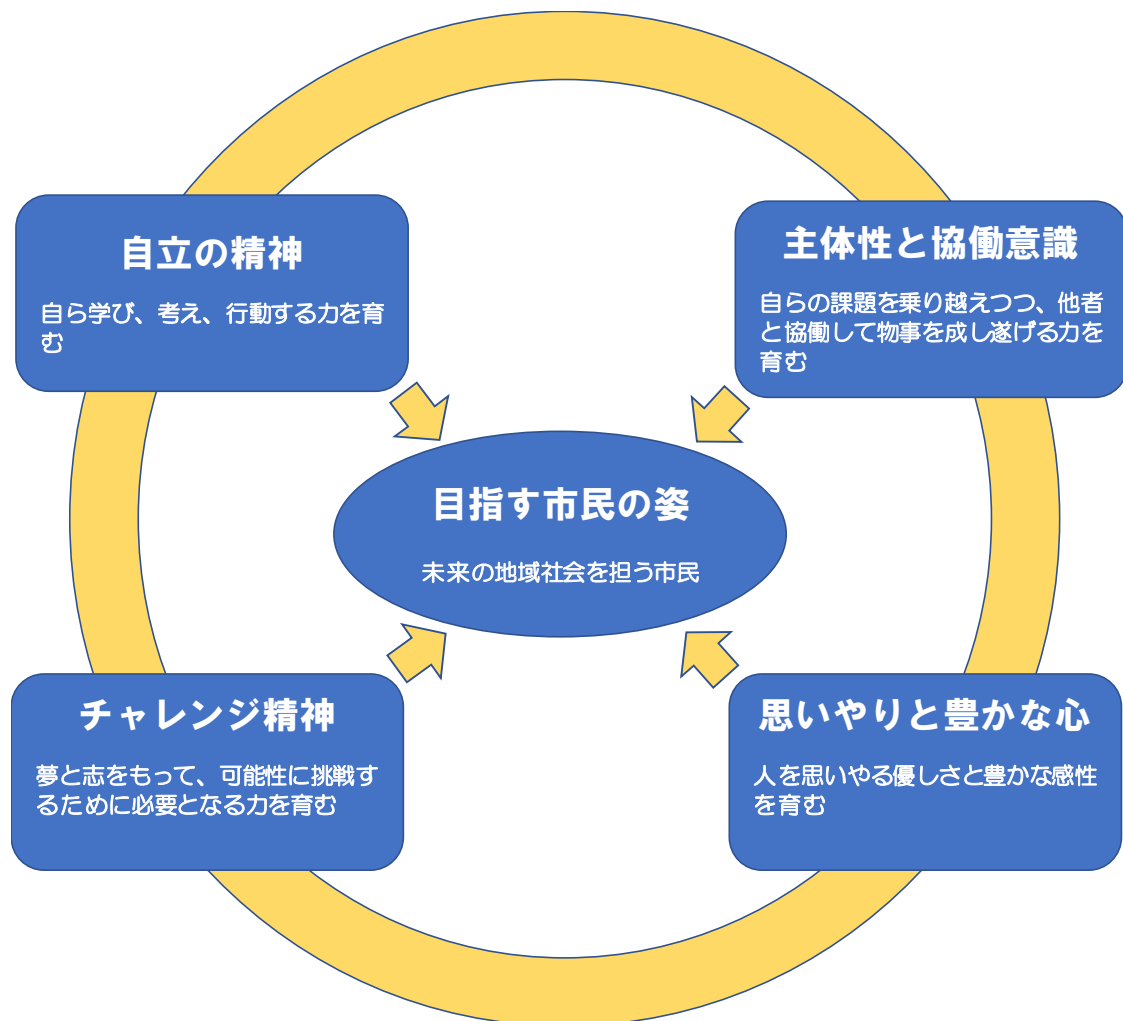 自立の精神
自ら学び、考え、行動する力を育
む
主体性と協働意識
自らの課題を乗り越えつつ、他者
と協働して物事を成し遂げる力を
育む
目指す市民の姿
未来の地域社会を担う市民
チャレンジ精神
夢と志をもって、可能性に挑戦す
るために必要となる力を育む
思いやりと豊かな心
人を思いやる優しさと豊かな感性
を育む